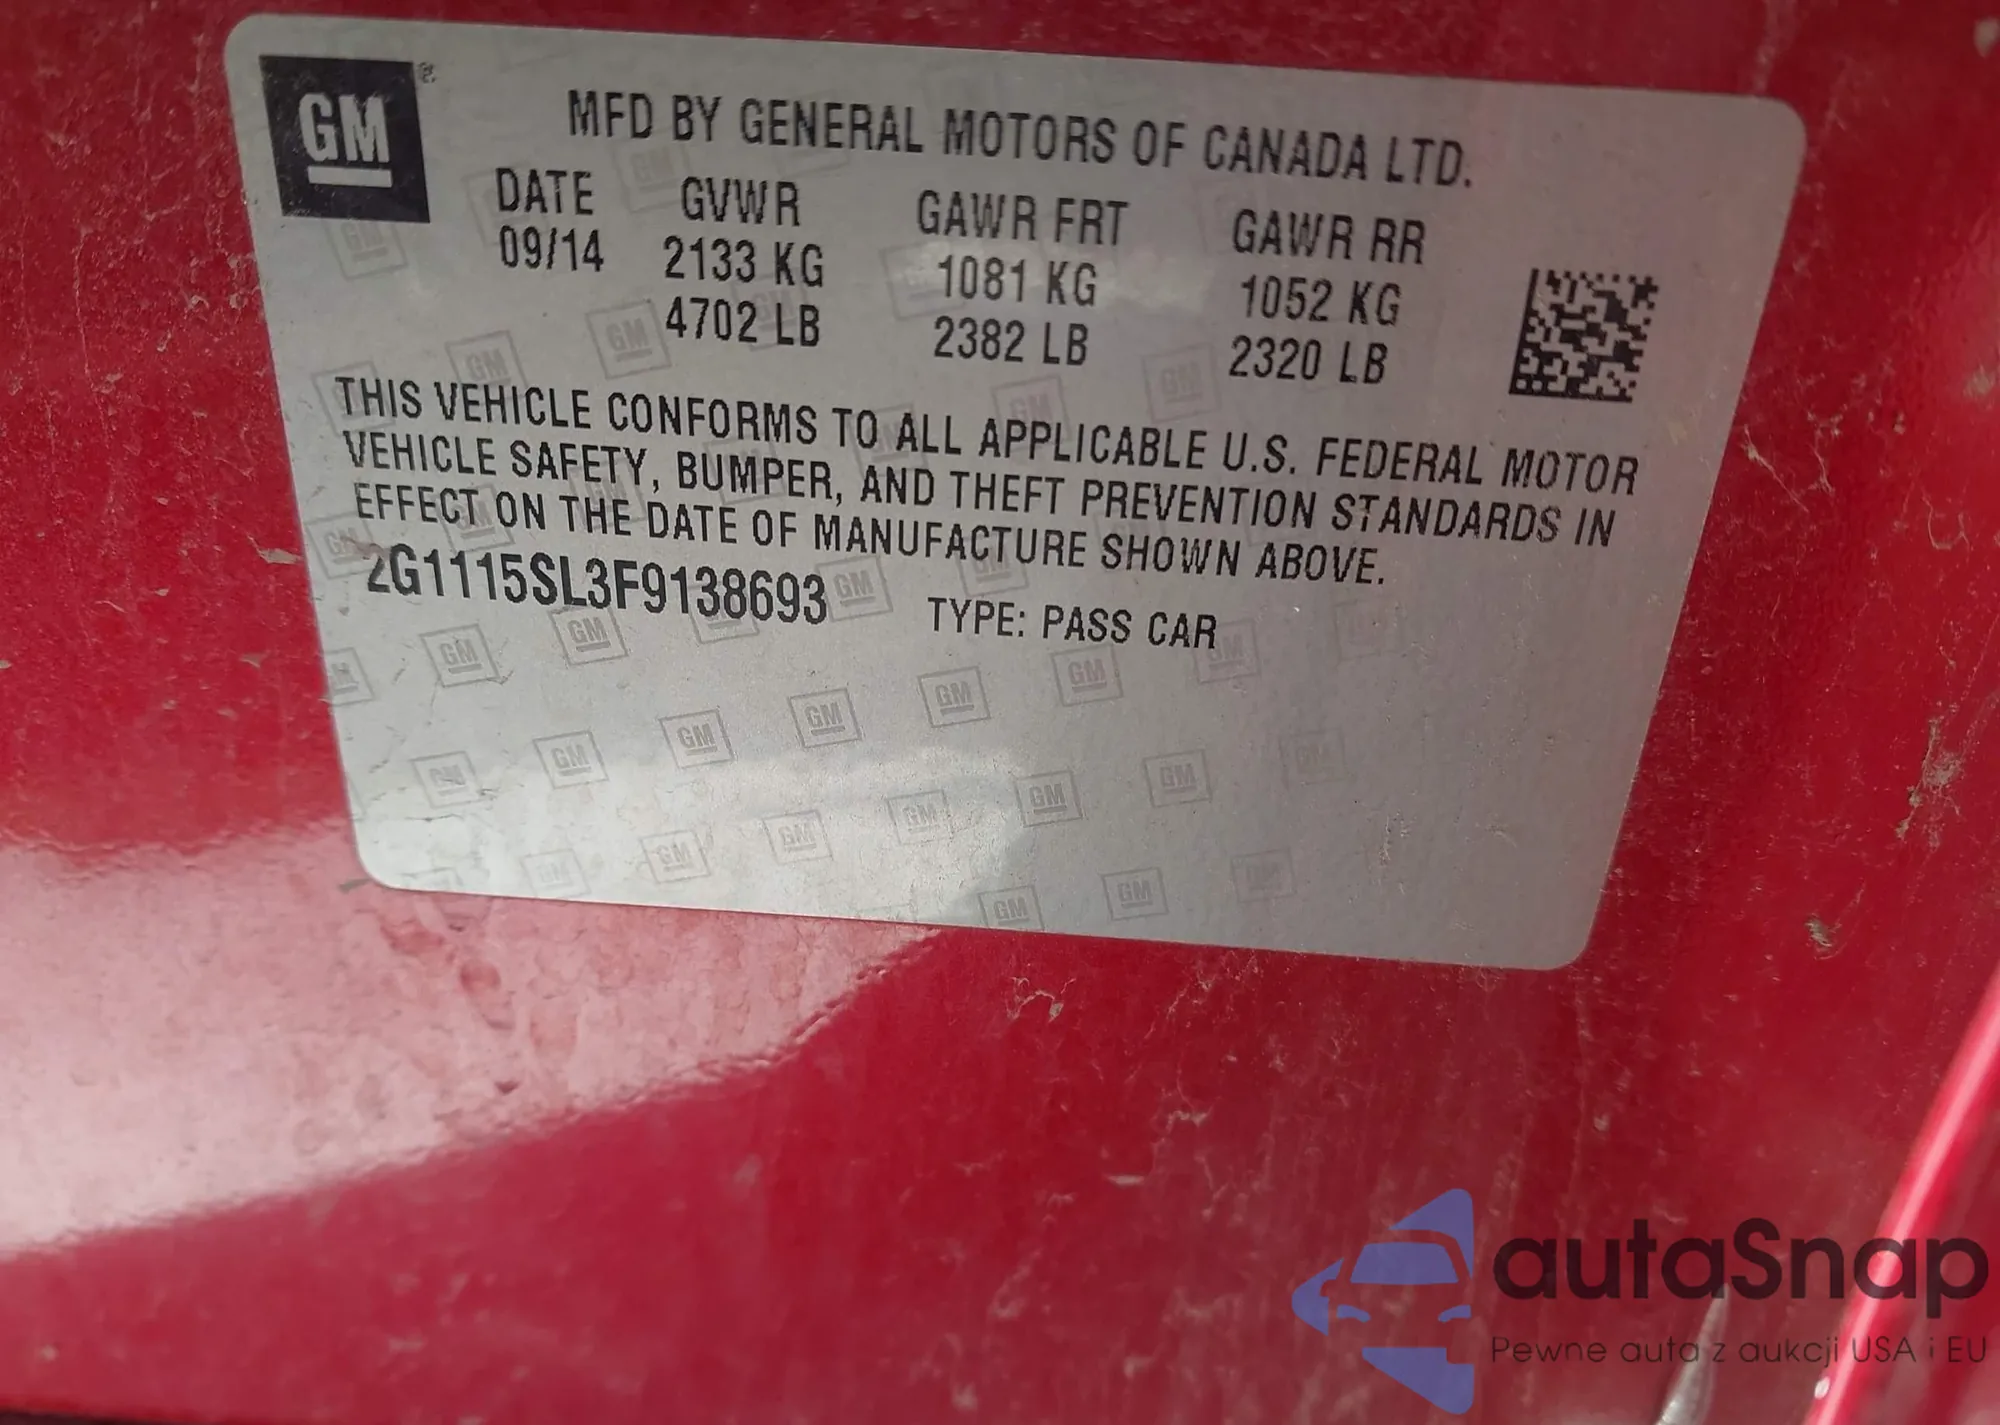 GM
MFD BY GENERAL MOTORS OF CANADA LTD.
DATE GVWR GAWR FRT GAWR RR
09/14 2133 KG 1081 KG 1052 KG
4702 LB 2382 LB 2320 LB
THIS VEHICLE CONFORMS TO ALL APPLICABLE U.S. FEDERAL MOTOR
VEHICLE SAFETY, BUMPER, AND THEFT PREVENTION STANDARDS IN
EFFECT ON THE DATE OF MANUFACTURE SHOWN ABOVE.
2G1115SL3F9138693 TYPE: PASS CAR
autaSnap
Pewne auta z aukcji USA i EU